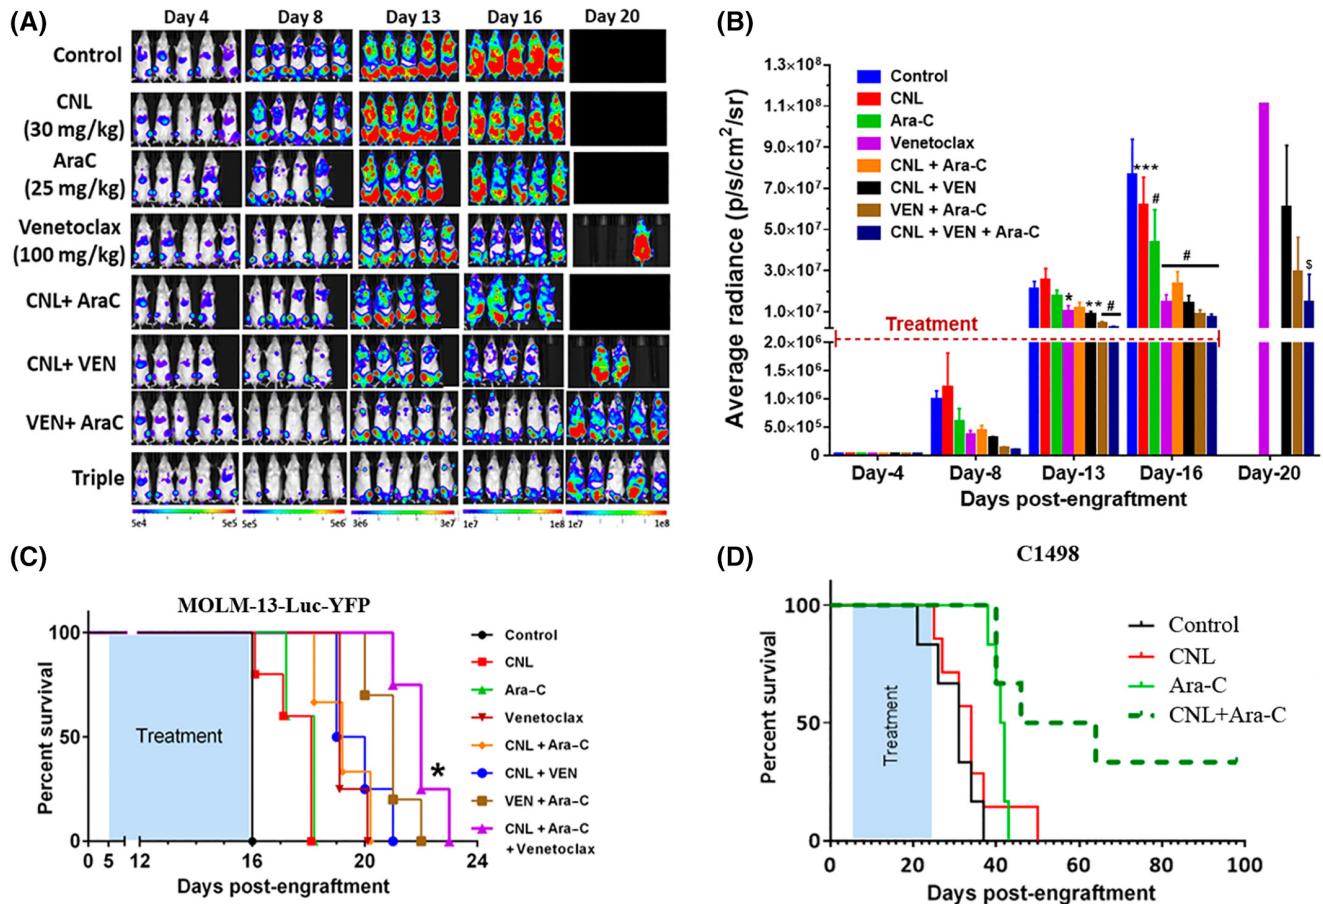 (A)
Day 4 Day 8 Day 13 Day 16 Day 20
Control
CNL
(30 mg/kg)
AraC
(25 mg/kg)
Venetoclax
(100 mg/kg)
CNL+ AraC
CNL+ VEN
VEN+ AraC
Triple
5e4 5e5 5e5 5e6 3e6 3e7 1e7 1e8 1e7 1e8
(B)
Average radiance (p/s/cm²/sr)
1.3×10⁸
1.1×10⁸
9.0×10⁷
7.0×10⁷
5.0×10⁷
3.0×10⁷
1.0×10⁷
2.0×10⁶
1.5×10⁶
1.0×10⁶
5.0×10⁵
0
Control
CNL
Ara-C
Venetoclax
CNL + Ara-C
CNL + VEN
VEN + Ara-C
CNL + VEN + Ara-C
Treatment
* ** #
*** # #
$
Day-4 Day-8 Day-13 Day-16 Day-20
Days post-engraftment
(C)
MOLM-13-Luc-YFP
Percent survival
100
50
0
Treatment
*
0 5 12 16 20 24
Days post-engraftment
Control
CNL
Ara-C
Venetoclax
CNL + Ara-C
CNL + VEN
VEN + Ara-C
CNL + Ara-C
+ Venetoclax
(D)
C1498
Percent survival
100
50
0
Treatment
0 20 40 60 80 100
Days post-engraftment
Control
CNL
Ara-C
CNL+Ara-C